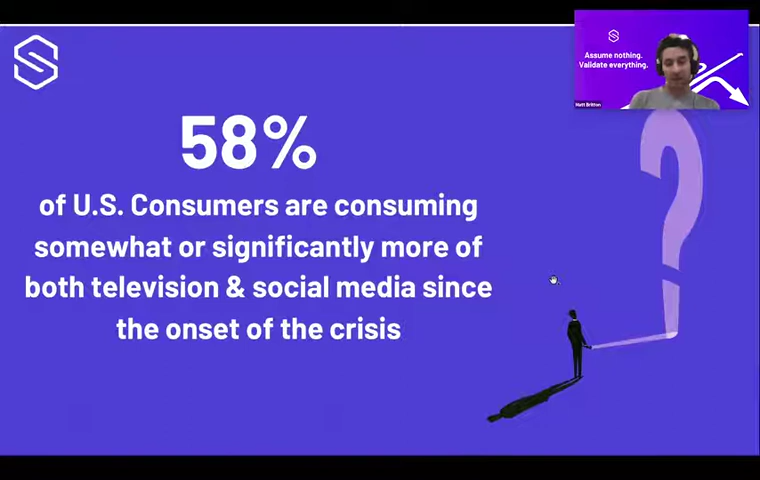 58%
of U.S. Consumers are consuming
somewhat or significantly more of
both television & social media since
the onset of the crisis
Assume nothing.
Validate everything.
Matt Britton